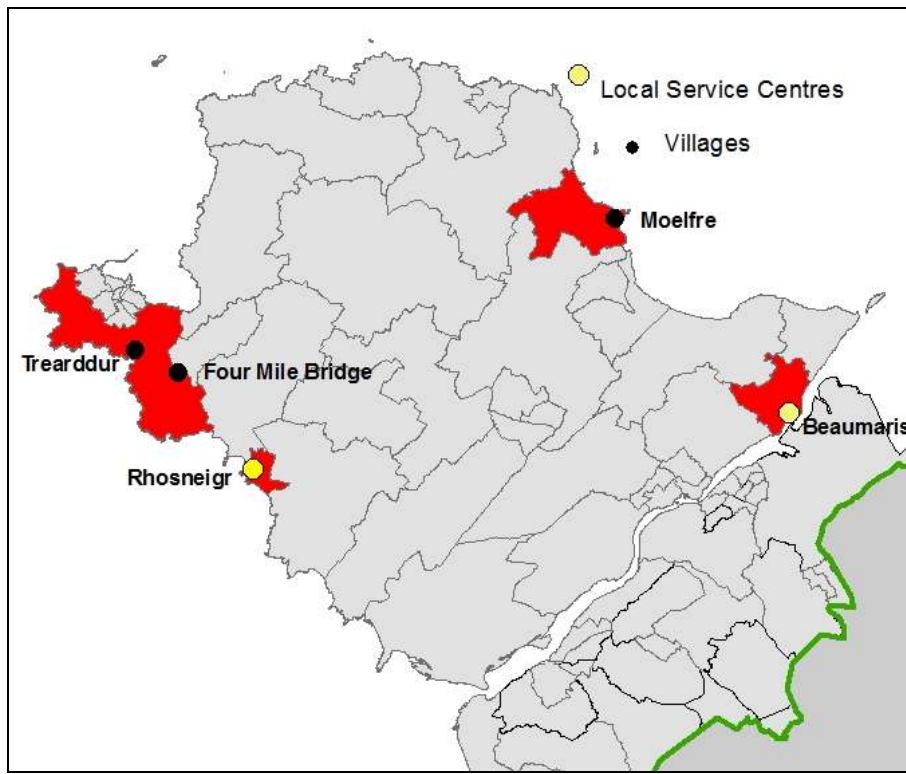 Local Service Centres
Villages
Moelfre
Trearddur
Four Mile Bridge
Beaumaris
Rhosneigr